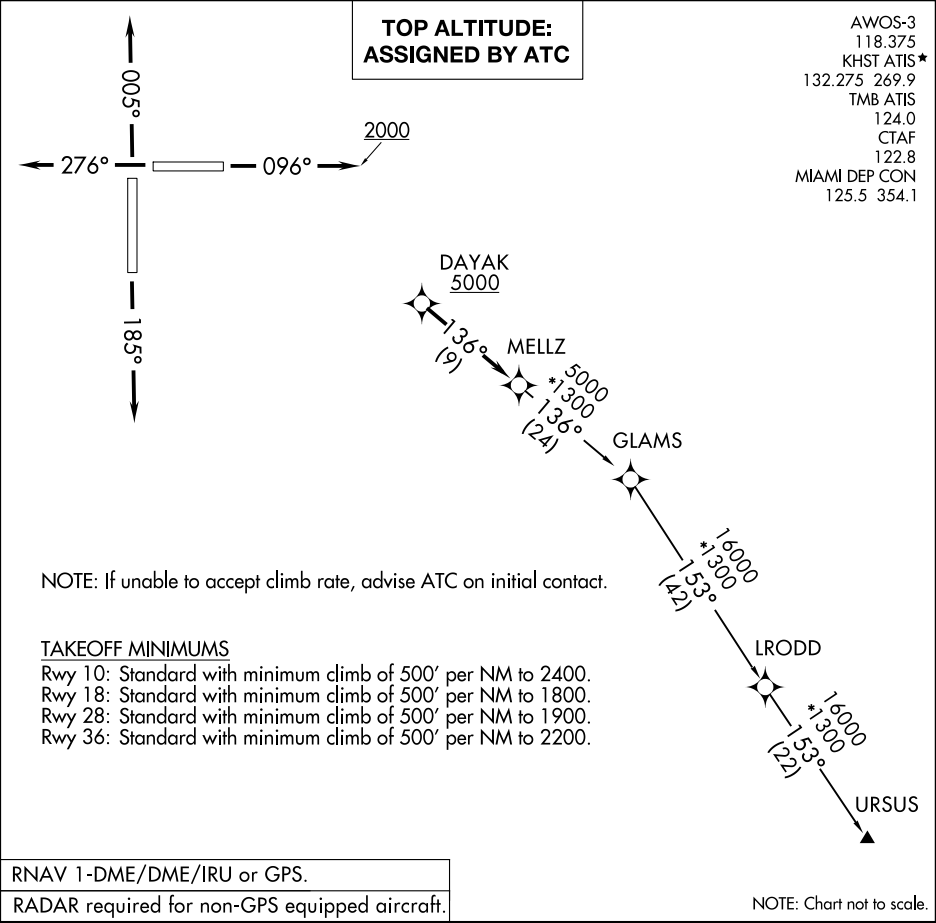 TOP ALTITUDE:
ASSIGNED BY ATC
AWOS-3
118.375
KHST ATIS★
132.275 269.9
TMB ATIS
124.0
CTAF
122.8
MIAMI DEP CON
125.5 354.1
005°
2000
276°
096°
185°
DAYAK
5000
136°
(9)
MELLZ
5000
*1300
136°
(24)
GLAMS
16000
*1300
153°
(42)
LRODD
16000
*1300
153°
(22)
URSUS
NOTE: If unable to accept climb rate, advise ATC on initial contact.
TAKEOFF MINIMUMS
Rwy 10: Standard with minimum climb of 500' per NM to 2400.
Rwy 18: Standard with minimum climb of 500' per NM to 1800.
Rwy 28: Standard with minimum climb of 500' per NM to 1900.
Rwy 36: Standard with minimum climb of 500' per NM to 2200.
RNAV 1-DME/DME/IRU or GPS.
RADAR required for non-GPS equipped aircraft.
NOTE: Chart not to scale.